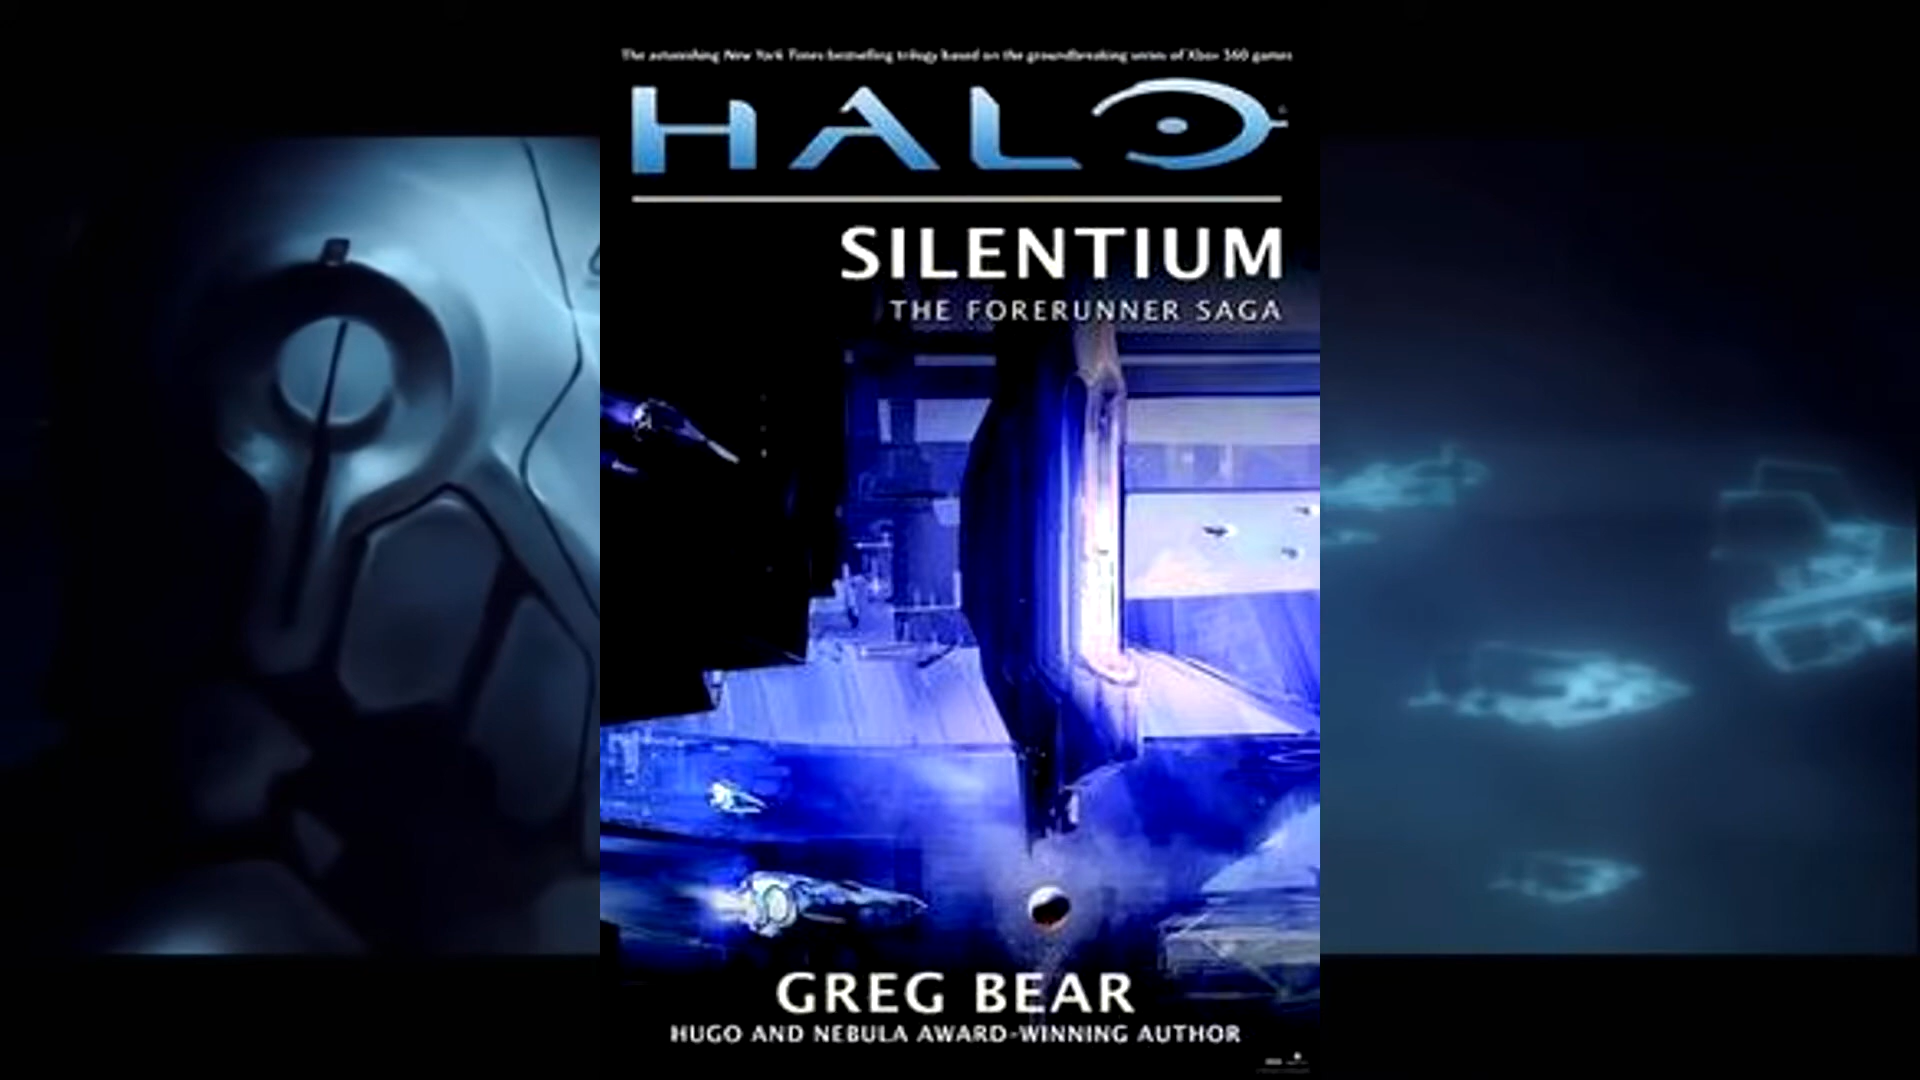 The astonishing New York Times bestselling trilogy based on the groundbreaking series of Xbox 360 games
HALO
SILENTIUM
THE FORERUNNER SAGA
GREG BEAR
HUGO AND NEBULA AWARD-WINNING AUTHOR